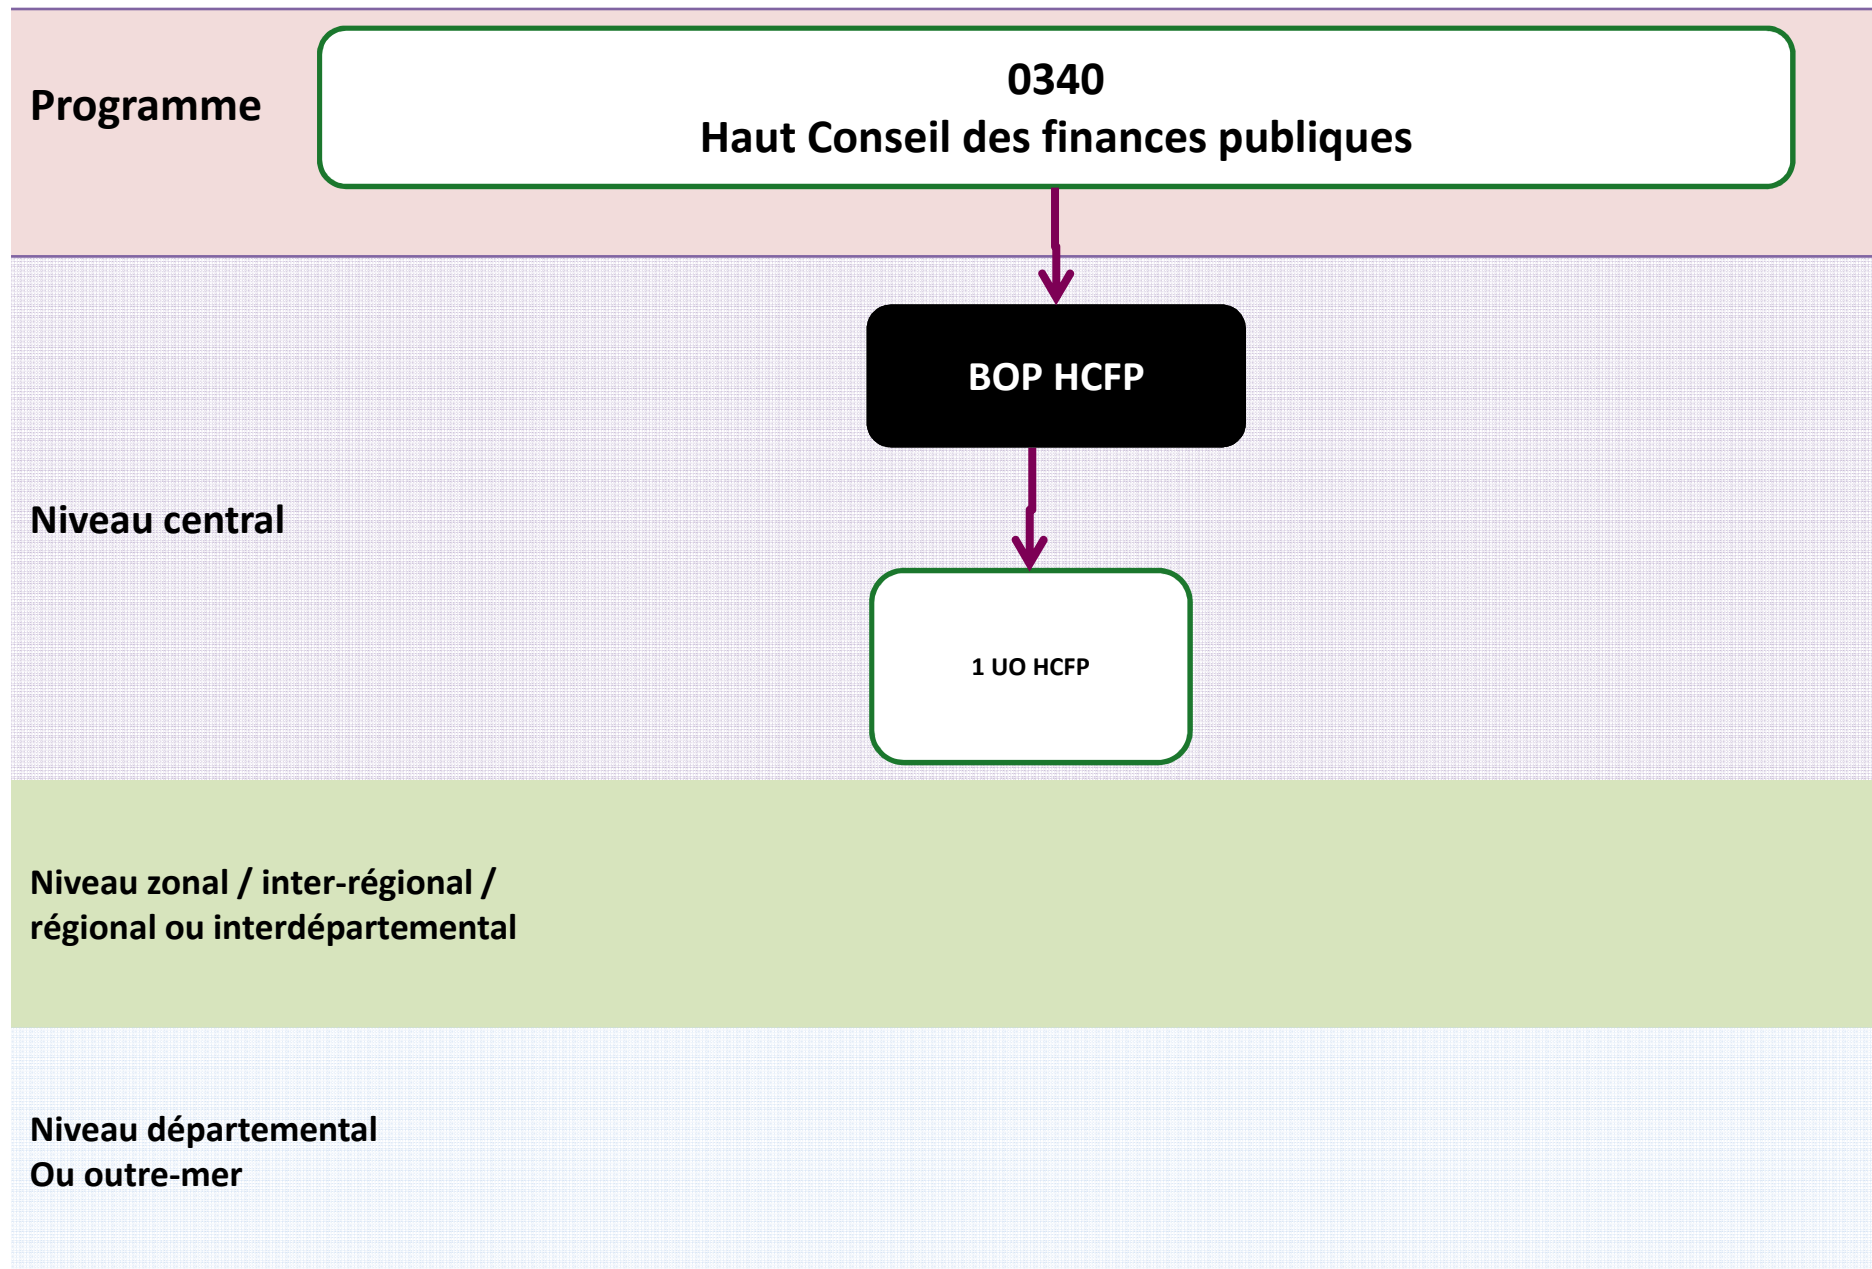 Programme
0340
Haut Conseil des finances publiques
BOP HCFP
Niveau central
1 UO HCFP
Niveau zonal / inter-régional /
régional ou interdépartemental
Niveau départemental
Ou outre-mer